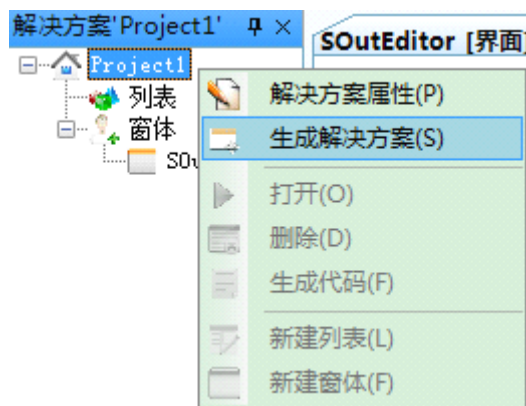 解决方案'Project1'
SOutEditor [界面]
Project1
列表
窗体
SOu
解决方案属性(P)
生成解决方案(S)
打开(O)
删除(D)
生成代码(F)
新建列表(L)
新建窗体(F)